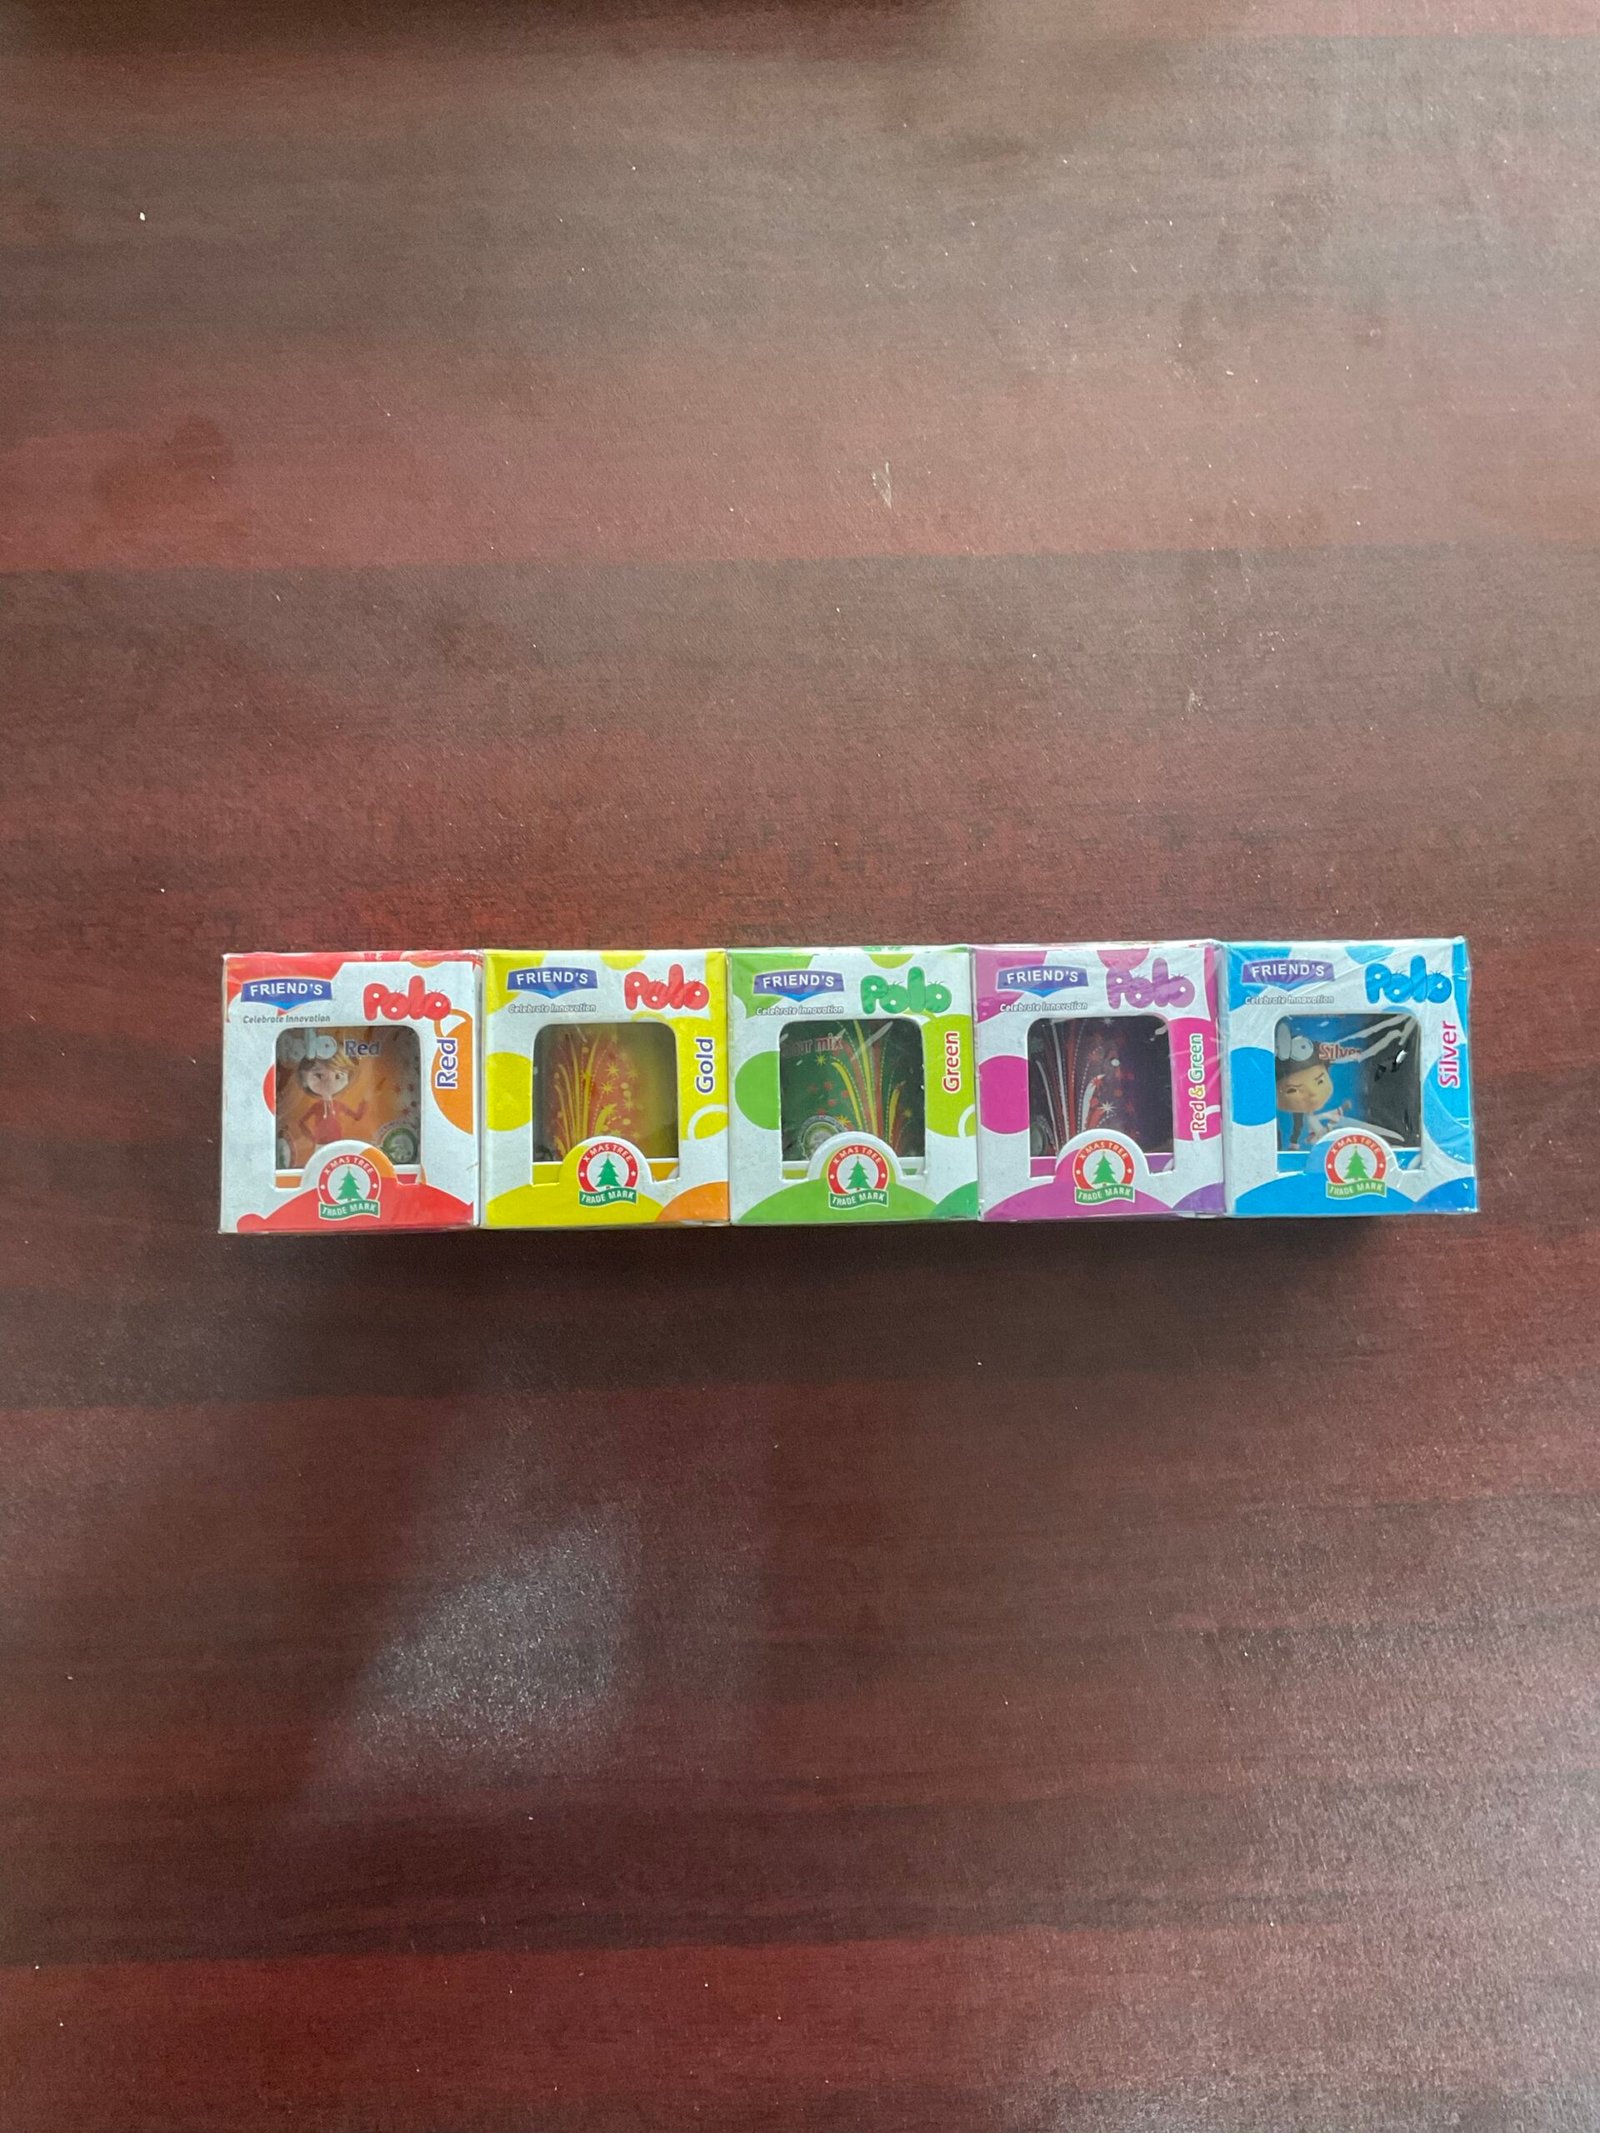 FRIEND'S
Celebrate Innovation
Polo
Red
Polo Red
X MAS TREE
TRADE MARK
FRIEND'S
Celebrate Innovation
Polo
Gold
X MAS TREE
TRADE MARK
FRIEND'S
Celebrate Innovation
Polo
Green
mix
X MAS TREE
TRADE MARK
FRIEND'S
Celebrate Innovation
Polo
Red & Green
X MAS TREE
TRADE MARK
FRIEND'S
Celebrate Innovation
Polo
Silver
Silver
X MAS TREE
TRADE MARK